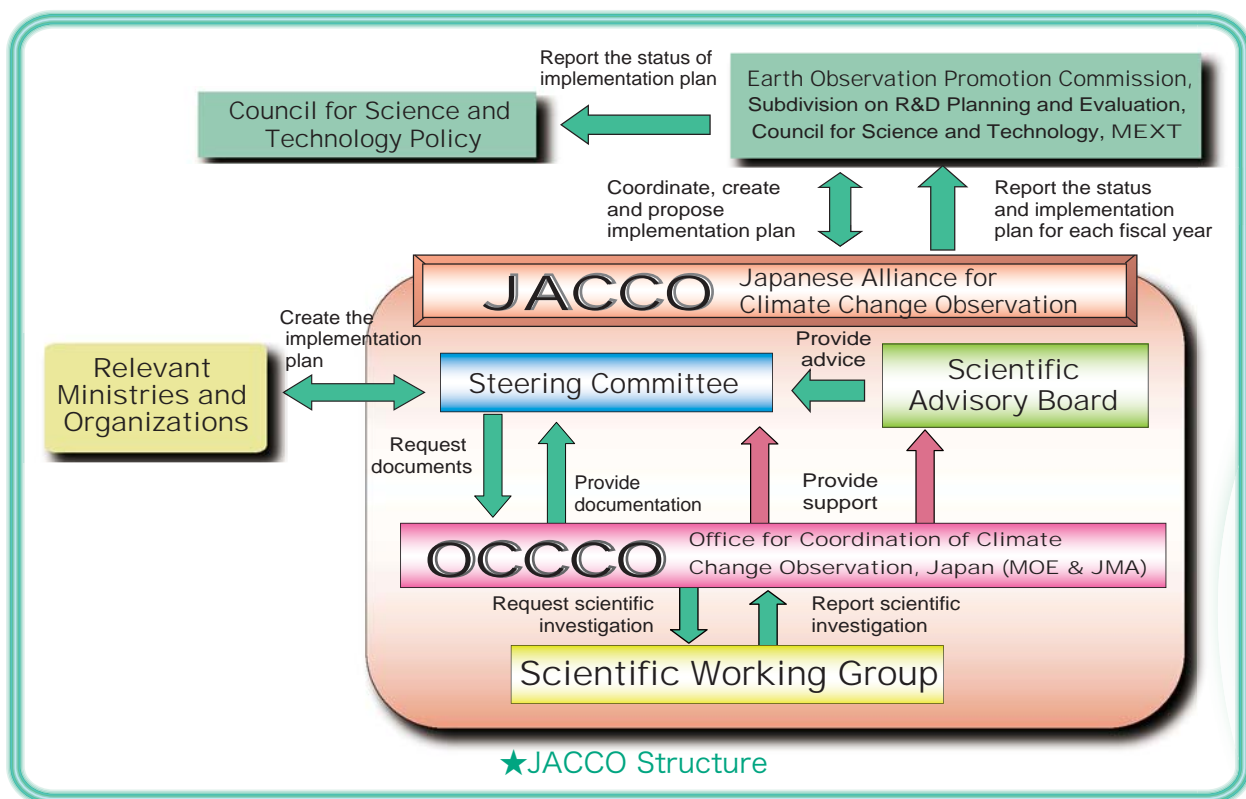 Report the status of
implementation plan
Council for Science and
Technology Policy
Earth Observation Promotion Commission,
Subdivision on R&D Planning and Evaluation,
Council for Science and Technology, MEXT
Coordinate, create
and propose
implementation plan
Report the status
and implementation
plan for each fiscal year
JACCO
Japanese Alliance for
Climate Change Observation
Create the
implementation
plan
Relevant
Ministries and
Organizations
Steering Committee
Provide
advice
Scientific
Advisory Board
Request
documents
Provide
documentation
Provide
support
OCCCO
Office for Coordination of Climate
Change Observation, Japan (MOE & JMA)
Request scientific
investigation
Report scientific
investigation
Scientific Working Group
★JACCO Structure